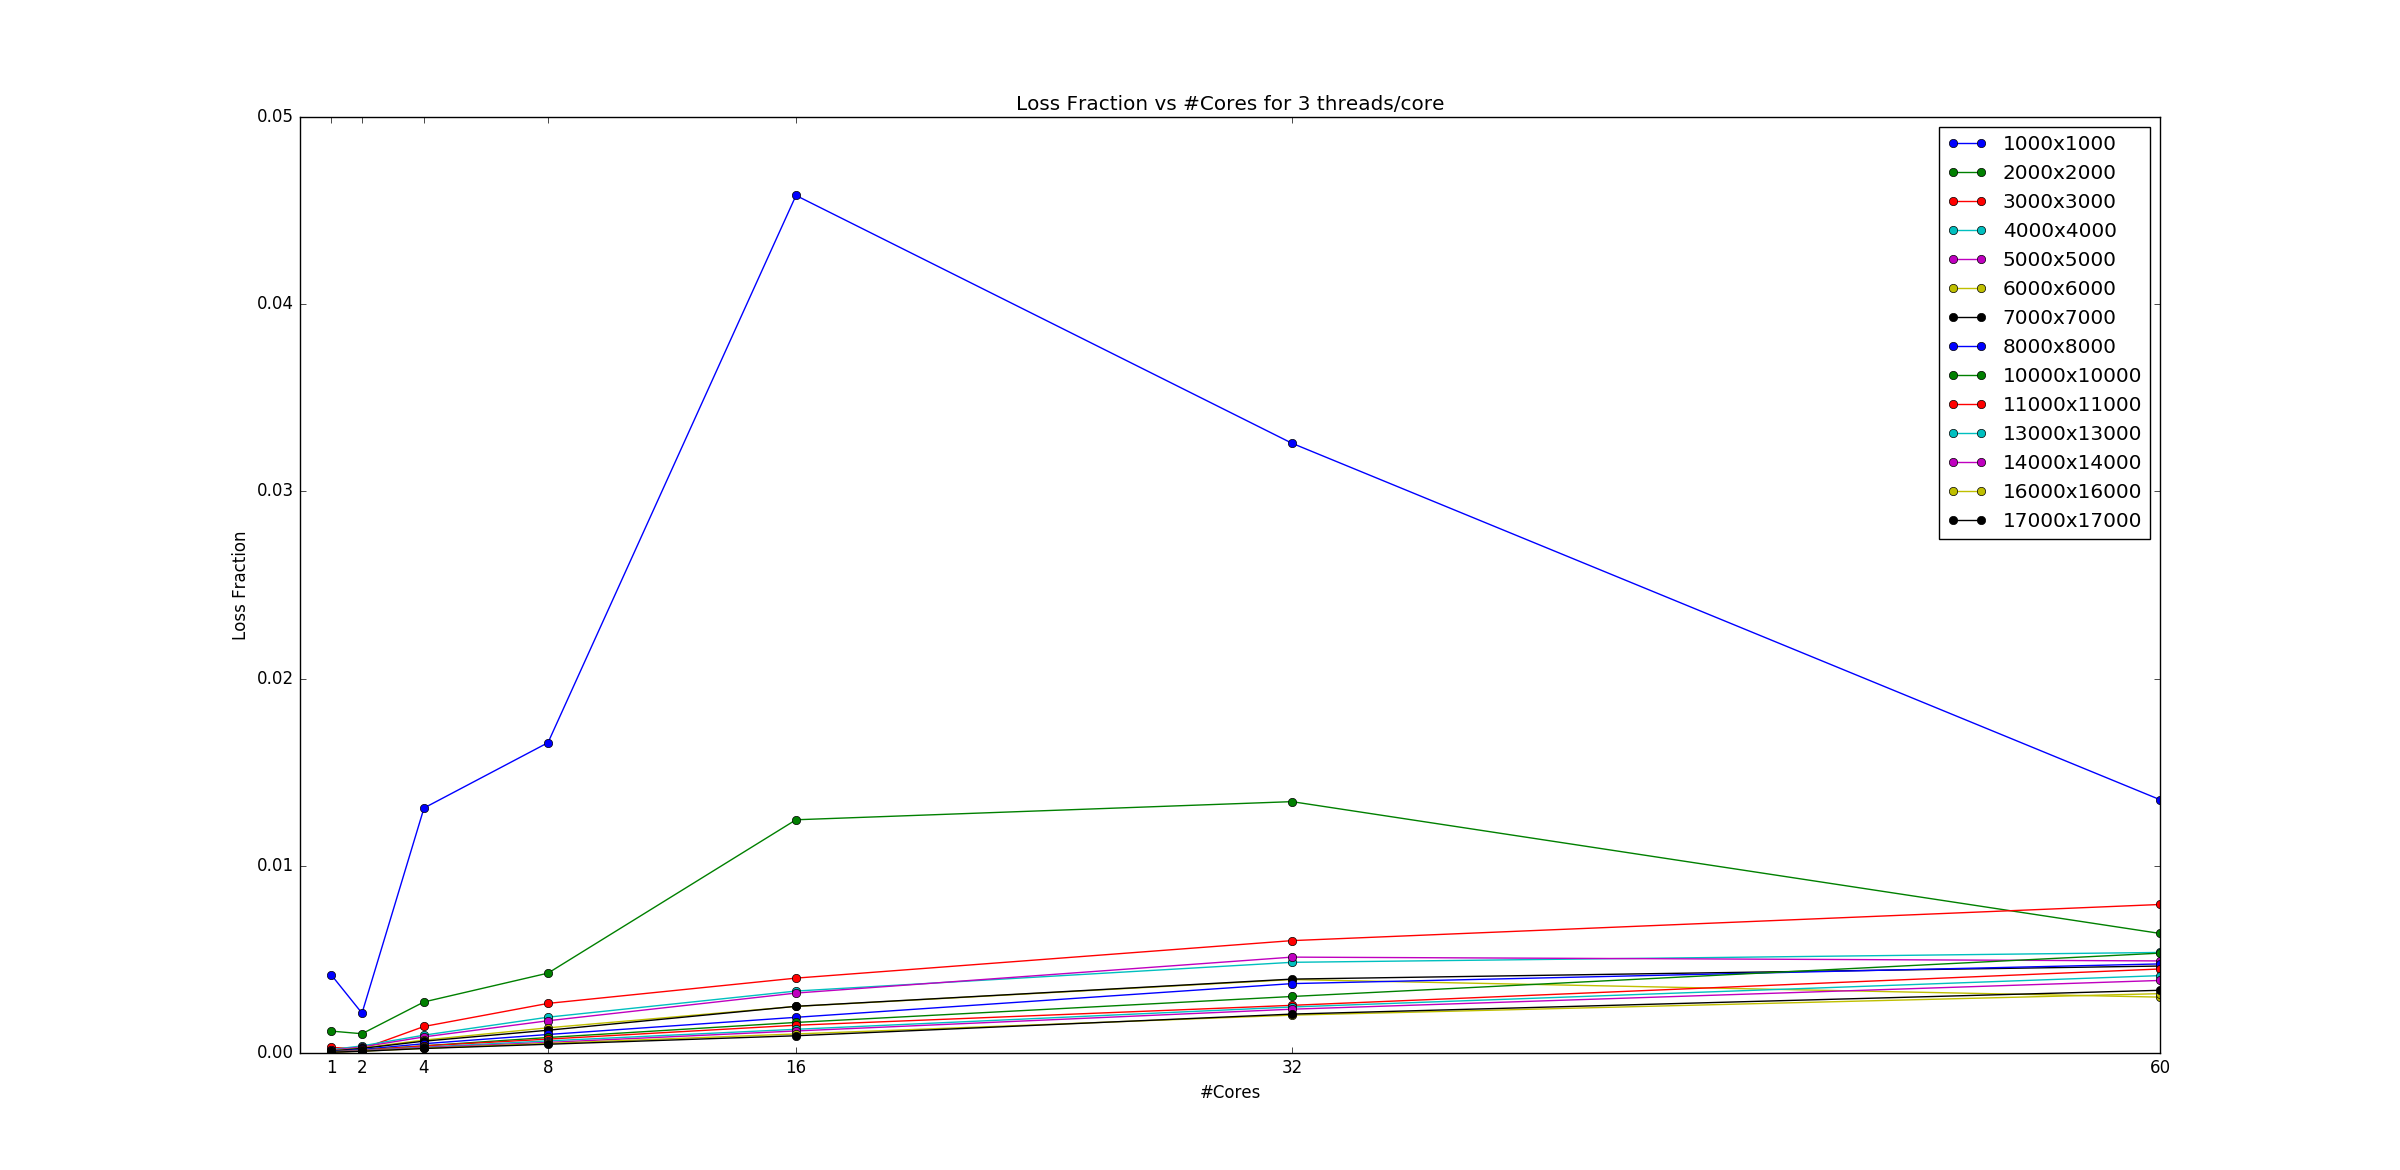 Loss Fraction vs #Cores for 3 threads/core
0.05
0.04
0.03
0.02
0.01
0.00
Loss Fraction
1 2 4 8 16 32 60
#Cores
1000x1000
2000x2000
3000x3000
4000x4000
5000x5000
6000x6000
7000x7000
8000x8000
10000x10000
11000x11000
13000x13000
14000x14000
16000x16000
17000x17000